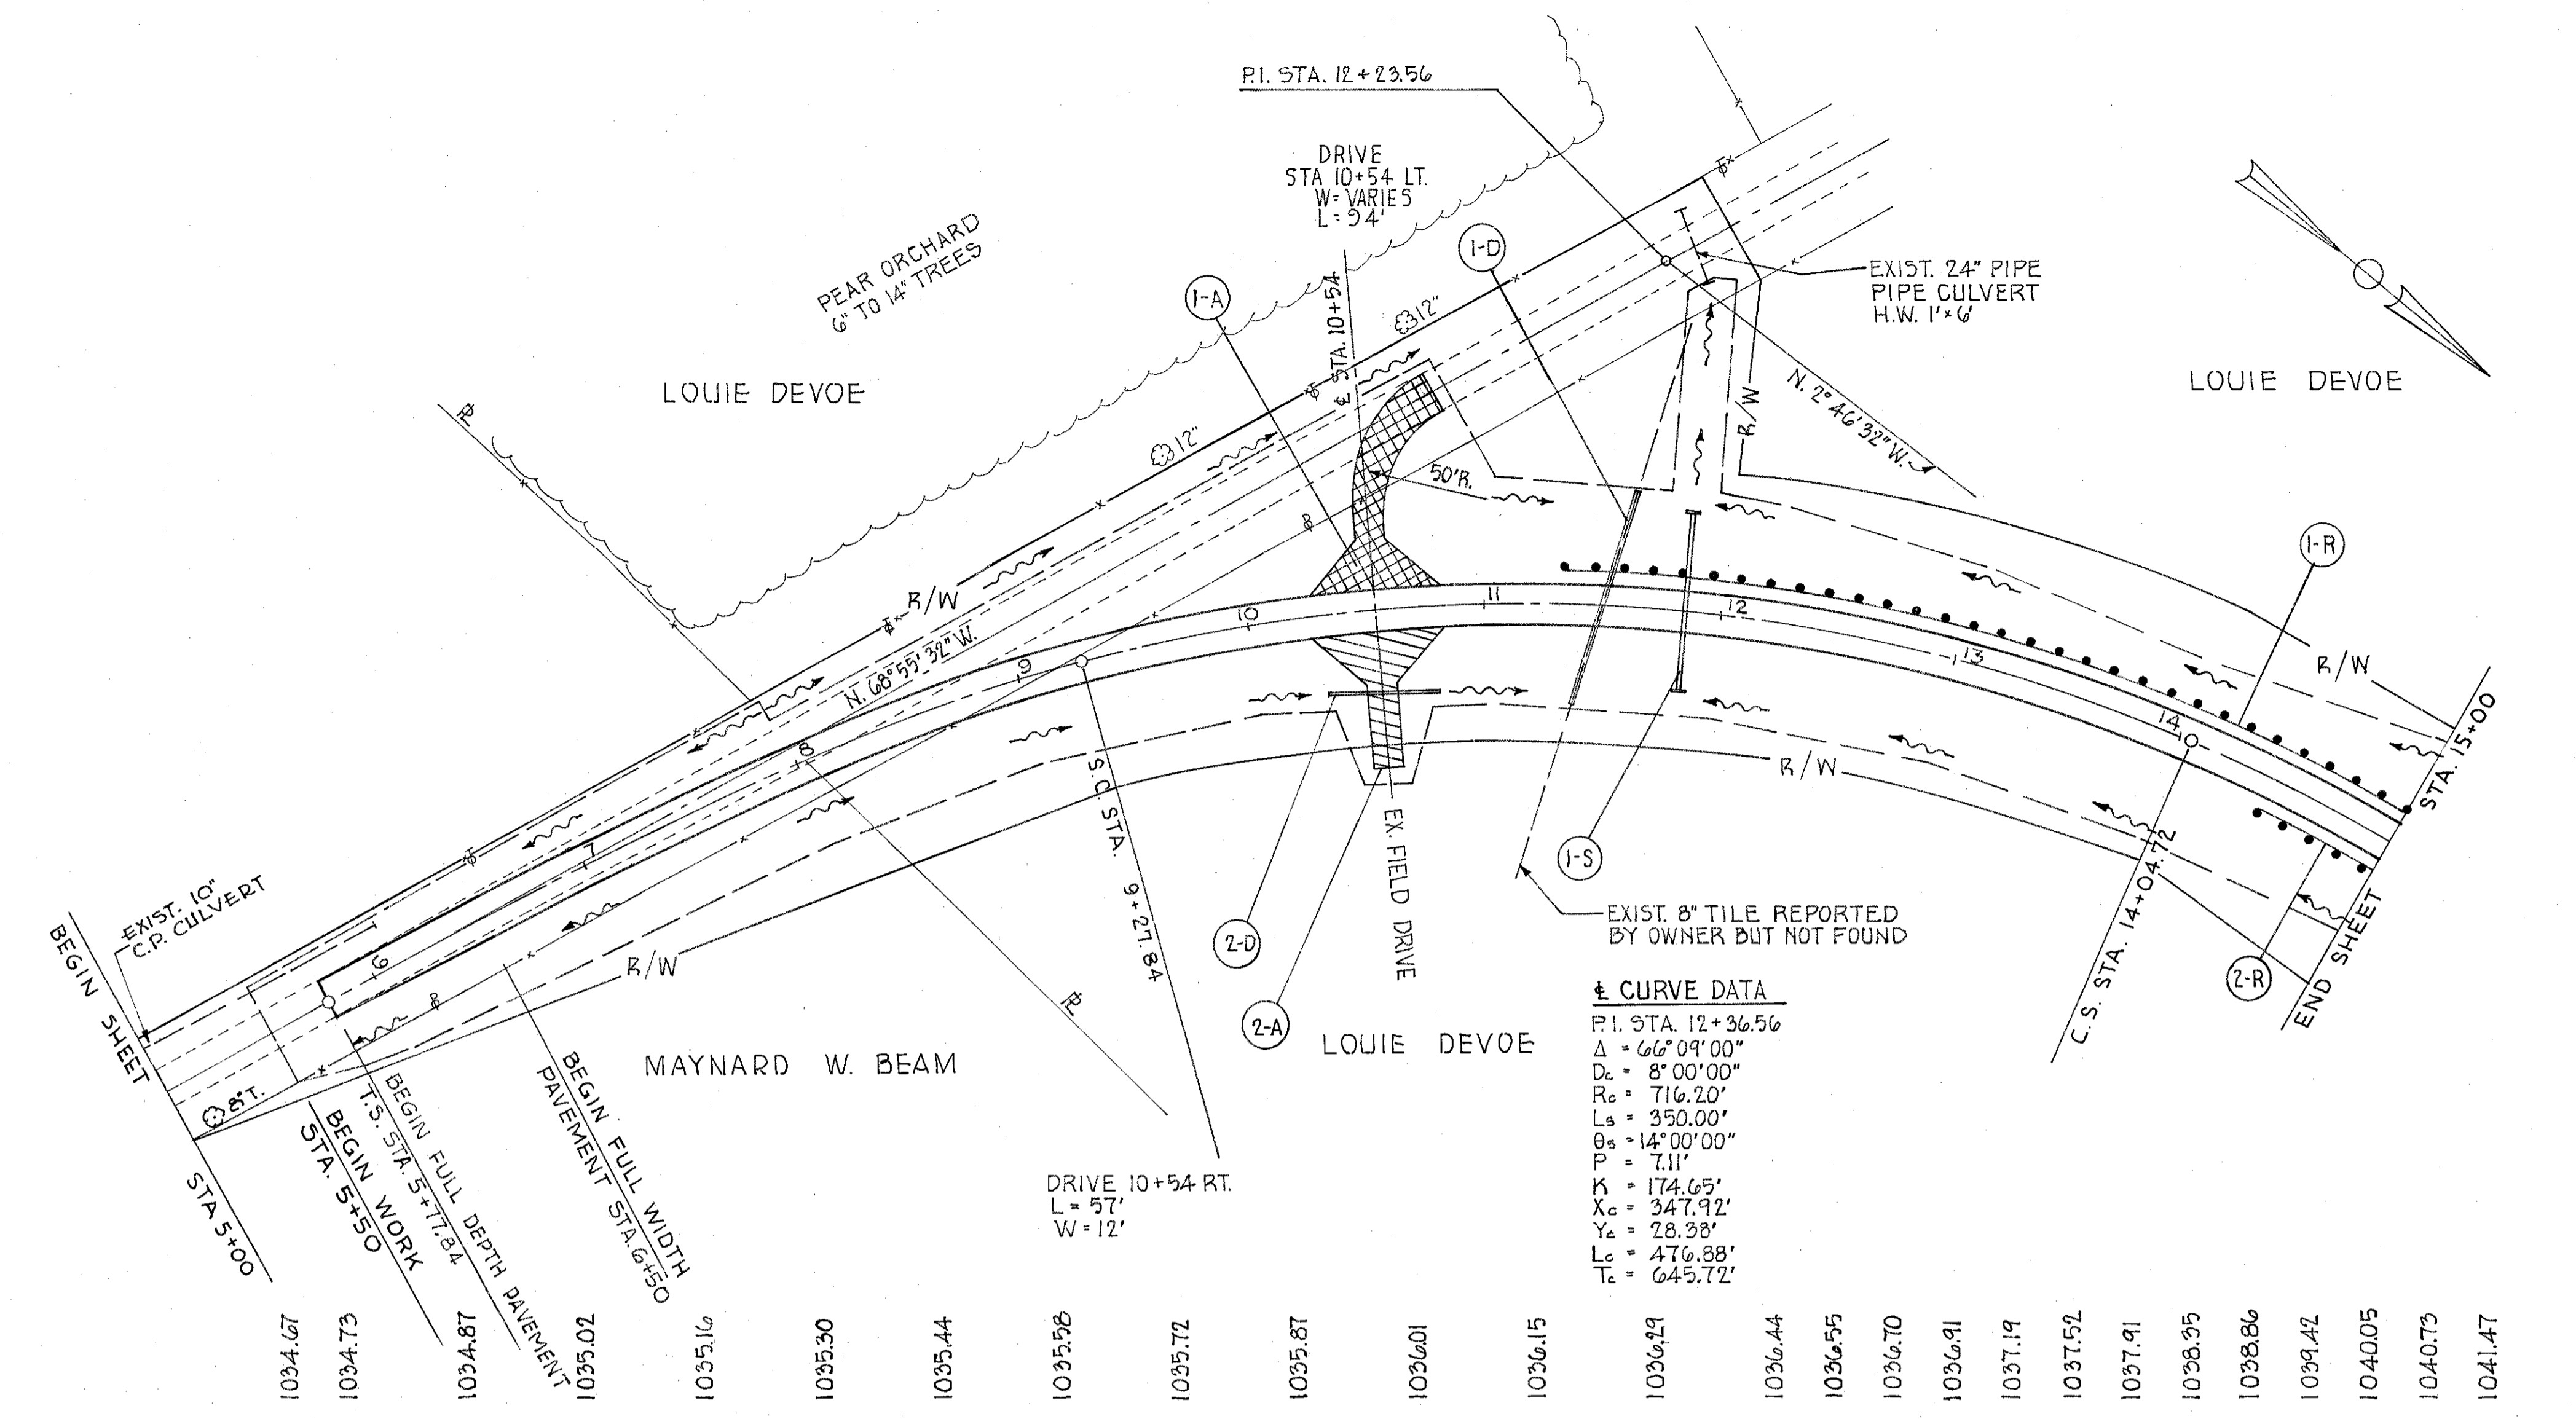 P.I. STA. 12+23.56
DRIVE
STA 10+54 LT.
W= VARIES
L= 94'
PEAR ORCHARD
6" TO 14" TREES
1-A
1-D
℄ STA. 10+54
12"
12"
EXIST. 24" PIPE
PIPE CULVERT
H.W. 1'×6'
LOUIE DEVOE
LOUIE DEVOE
℞
N. 2° 46' 32" W.
R/W
50'R.
1-R
R/W
N. 68° 55' 32" W.
R/W
6
7
8
9
10
11
12
13
14
STA. 15+00
R/W
R/W
S.C. STA. 9+27.84
EX. FIELD DRIVE
1-S
2-D
2-A
2-R
C.S. STA. 14+04.72
END SHEET
EXIST. 8" TILE REPORTED
BY OWNER BUT NOT FOUND
EXIST. 10"
C.P. CULVERT
BEGIN SHEET
STA 5+00
8" T.
BEGIN WORK
STA. 5+50
BEGIN FULL DEPTH PAVEMENT
T.S. STA. 5+77.84
BEGIN FULL WIDTH
PAVEMENT STA. 6+50
MAYNARD W. BEAM
LOUIE DEVOE
℞
DRIVE 10+54 RT.
L = 57'
W = 12'
℄ CURVE DATA
P.I. STA. 12+36.56
Δ = 66°09'00"
Dc = 8°00'00"
Rc = 716.20'
Ls = 350.00'
θs = 14°00'00"
P = 7.11'
K = 174.65'
Xc = 347.92'
Yc = 28.38'
Lc = 476.88'
Tc = 645.72'
1034.67
1034.73
1034.87
1035.02
1035.16
1035.30
1035.44
1035.58
1035.72
1035.87
1036.01
1036.15
1036.29
1036.44
1036.55
1036.70
1036.91
1037.19
1037.52
1037.91
1038.35
1038.86
1039.42
1040.05
1040.73
1041.47